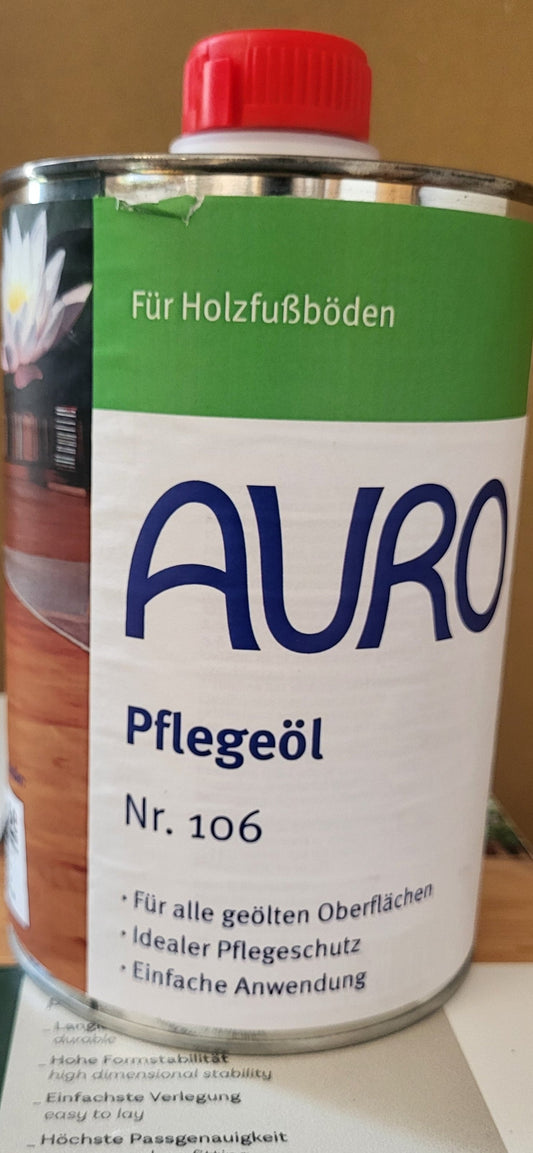 Für Holzfußböden
AURO
Pflegeöl
Nr. 106
· Für alle geölten Oberflächen
· Idealer Pflegeschutz
· Einfache Anwendung
durable
_ Hohe Formstabilität
high dimensional stability
_ Einfachste Verlegung
easy to lay
_ Höchste Passgenauigkeit